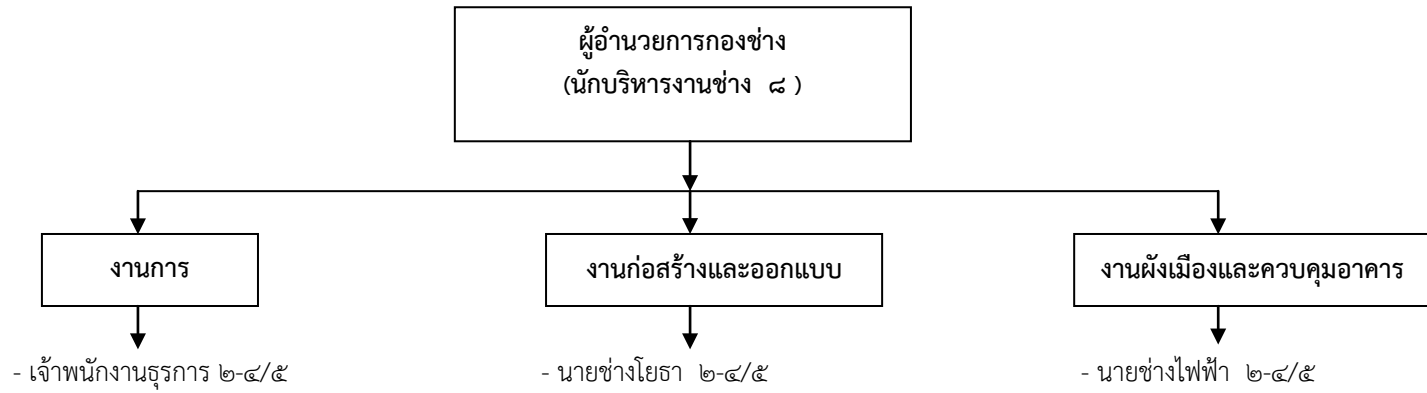 ผู้อำนวยการกองช่าง
(นักบริหารงานช่าง ๘ )
งานการ
งานก่อสร้างและออกแบบ
งานผังเมืองและควบคุมอาคาร
- เจ้าพนักงานธุรการ ๒-๔/๕
- นายช่างโยธา ๒-๔/๕
- นายช่างไฟฟ้า ๒-๔/๕